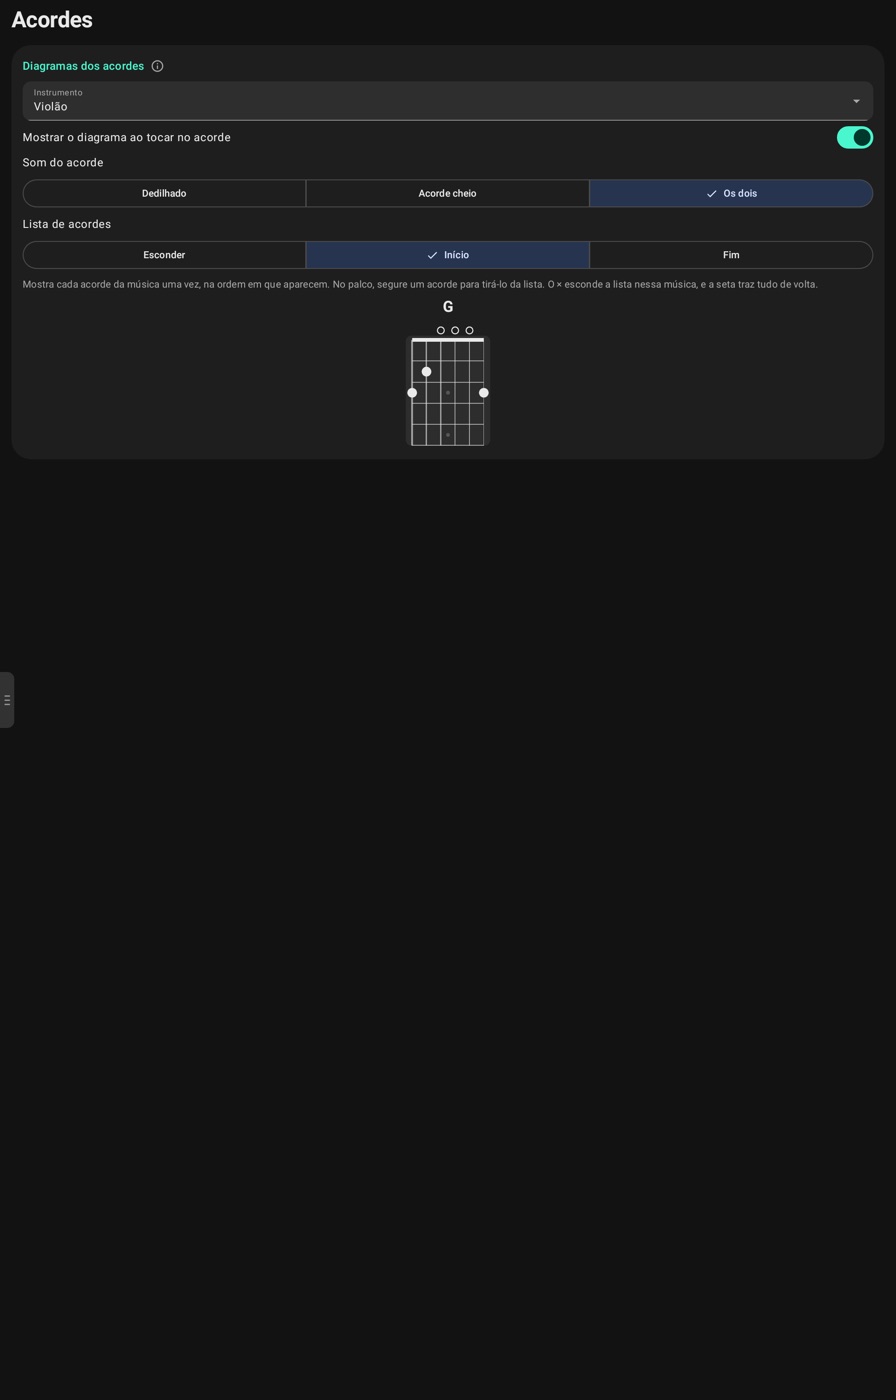 Acordes
Diagramas dos acordes
Instrumento
Violão
Mostrar o diagrama ao tocar no acorde
Som do acorde
Dedilhado
Acorde cheio
Os dois
Lista de acordes
Esconder
Início
Fim
Mostra cada acorde da música uma vez, na ordem em que aparecem. No palco, segure um acorde para tirá-lo da lista. O × esconde a lista nessa música, e a seta traz tudo de volta.
G